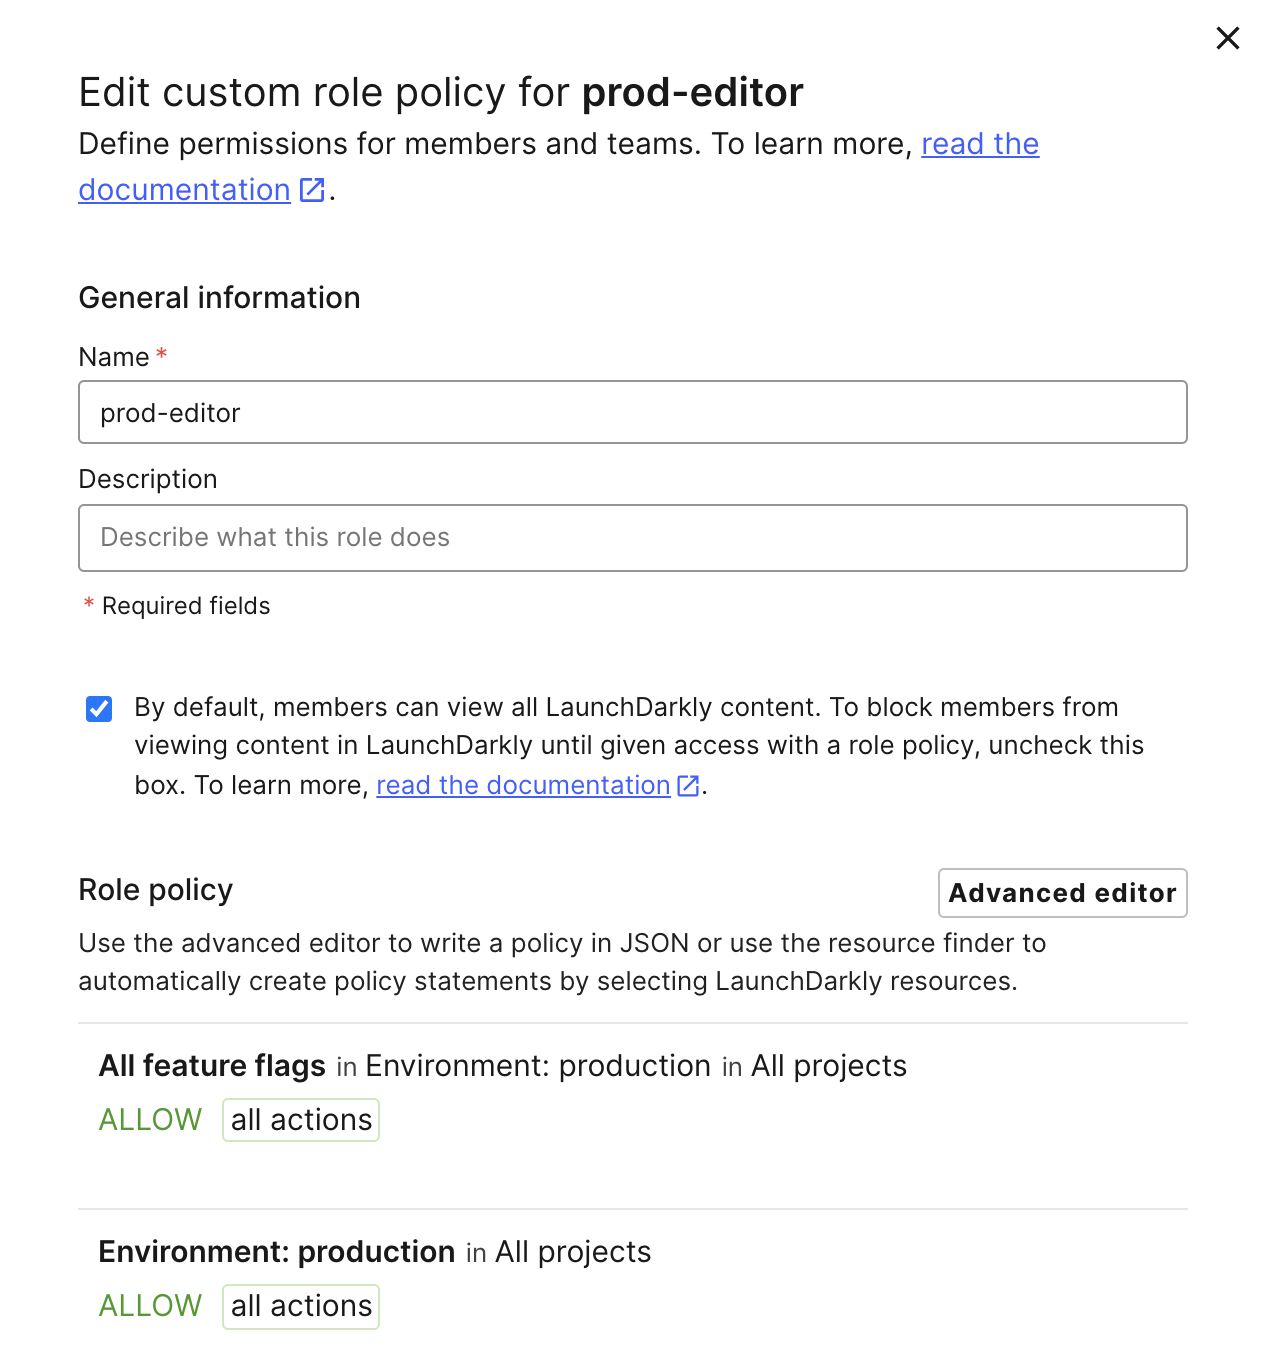 Edit custom role policy for prod-editor
Define permissions for members and teams. To learn more, read the
documentation.
General information
Name *
prod-editor
Description
Describe what this role does
* Required fields
By default, members can view all LaunchDarkly content. To block members from
viewing content in LaunchDarkly until given access with a role policy, uncheck this
box. To learn more, read the documentation.
Role policy
Advanced editor
Use the advanced editor to write a policy in JSON or use the resource finder to
automatically create policy statements by selecting LaunchDarkly resources.
All feature flags in Environment: production in All projects
ALLOW all actions
Environment: production in All projects
ALLOW all actions